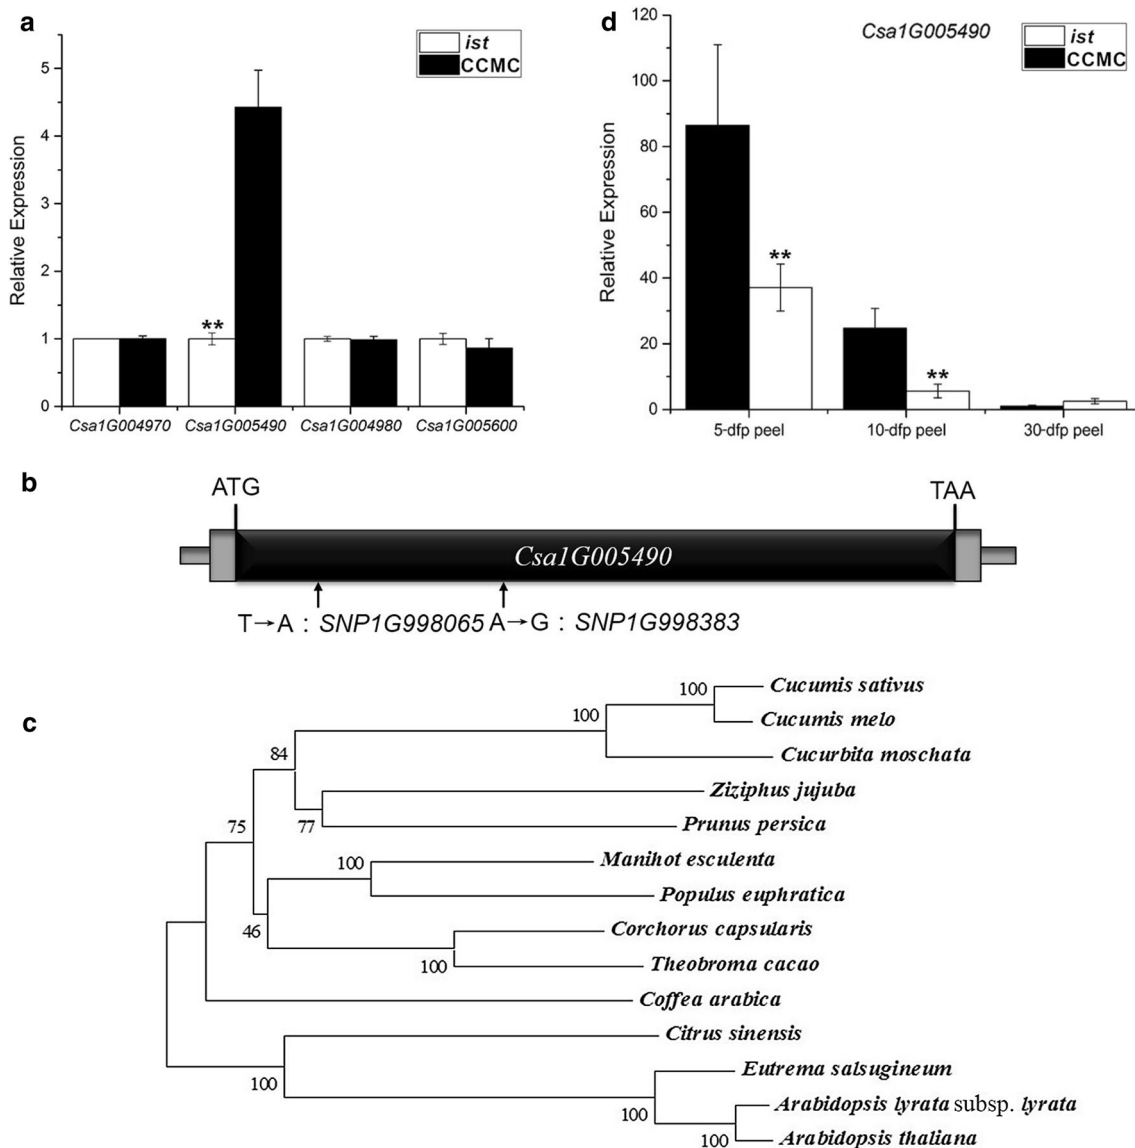 a
ist
CCMC
Relative Expression
5
4
3
2
1
0
**
Csa1G004970 Csa1G005490 Csa1G004980 Csa1G005600
d
Csa1G005490
ist
CCMC
Relative Expression
120
100
80
60
40
20
0
**
**
5-dfp peel 10-dfp peel 30-dfp peel
b
ATG
TAA
Csa1G005490
T→A : SNP1G998065 A→G : SNP1G998383
c
100
Cucumis sativus
100
Cucumis melo
84
Cucurbita moschata
Ziziphus jujuba
75
77
Prunus persica
100
Manihot esculenta
Populus euphratica
46
Corchorus capsularis
100
Theobroma cacao
Coffea arabica
Citrus sinensis
100
Eutrema salsugineum
100
Arabidopsis lyrata subsp. lyrata
100
Arabidopsis thaliana